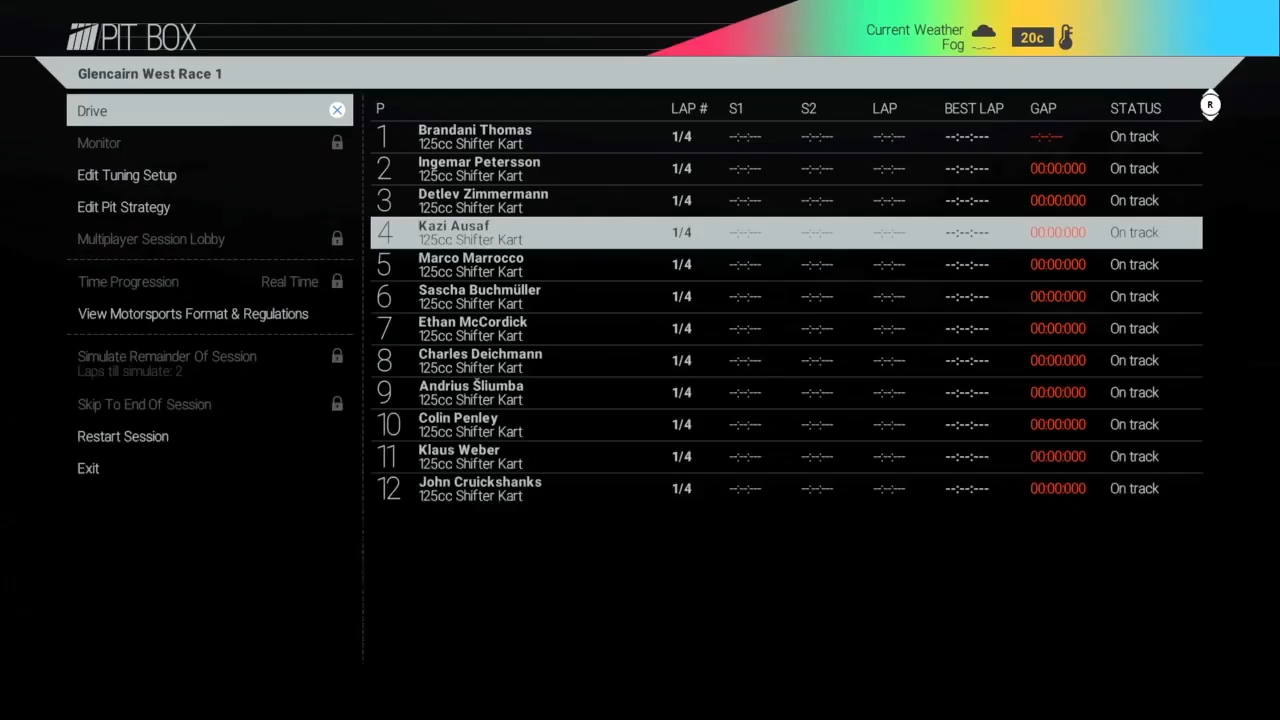 PIT BOX
Current Weather
Fog
20c
Glencairn West Race 1
Drive
Monitor
Edit Tuning Setup
Edit Pit Strategy
Multiplayer Session Lobby
Time Progression Real Time
View Motorsports Format & Regulations
Simulate Remainder Of Session
Laps till simulate: 2
Skip To End Of Session
Restart Session
Exit
P LAP # S1 S2 LAP BEST LAP GAP STATUS R
1 Brandani Thomas 1/4 --:--:--- --:--:--- --:--:--- --:--:--- --:--:--- On track
125cc Shifter Kart
2 Ingemar Petersson 1/4 --:--:--- --:--:--- --:--:--- --:--:--- 00:00:000 On track
125cc Shifter Kart
3 Detlev Zimmermann 1/4 --:--:--- --:--:--- --:--:--- --:--:--- 00:00:000 On track
125cc Shifter Kart
4 Kazi Ausaf 1/4 --:--:--- --:--:--- --:--:--- --:--:--- 00:00:000 On track
125cc Shifter Kart
5 Marco Marrocco 1/4 --:--:--- --:--:--- --:--:--- --:--:--- 00:00:000 On track
125cc Shifter Kart
6 Sascha Buchmüller 1/4 --:--:--- --:--:--- --:--:--- --:--:--- 00:00:000 On track
125cc Shifter Kart
7 Ethan McCordick 1/4 --:--:--- --:--:--- --:--:--- --:--:--- 00:00:000 On track
125cc Shifter Kart
8 Charles Deichmann 1/4 --:--:--- --:--:--- --:--:--- --:--:--- 00:00:000 On track
125cc Shifter Kart
9 Andrius Šliumba 1/4 --:--:--- --:--:--- --:--:--- --:--:--- 00:00:000 On track
125cc Shifter Kart
10 Colin Penley 1/4 --:--:--- --:--:--- --:--:--- --:--:--- 00:00:000 On track
125cc Shifter Kart
11 Klaus Weber 1/4 --:--:--- --:--:--- --:--:--- --:--:--- 00:00:000 On track
125cc Shifter Kart
12 John Cruickshanks 1/4 --:--:--- --:--:--- --:--:--- --:--:--- 00:00:000 On track
125cc Shifter Kart